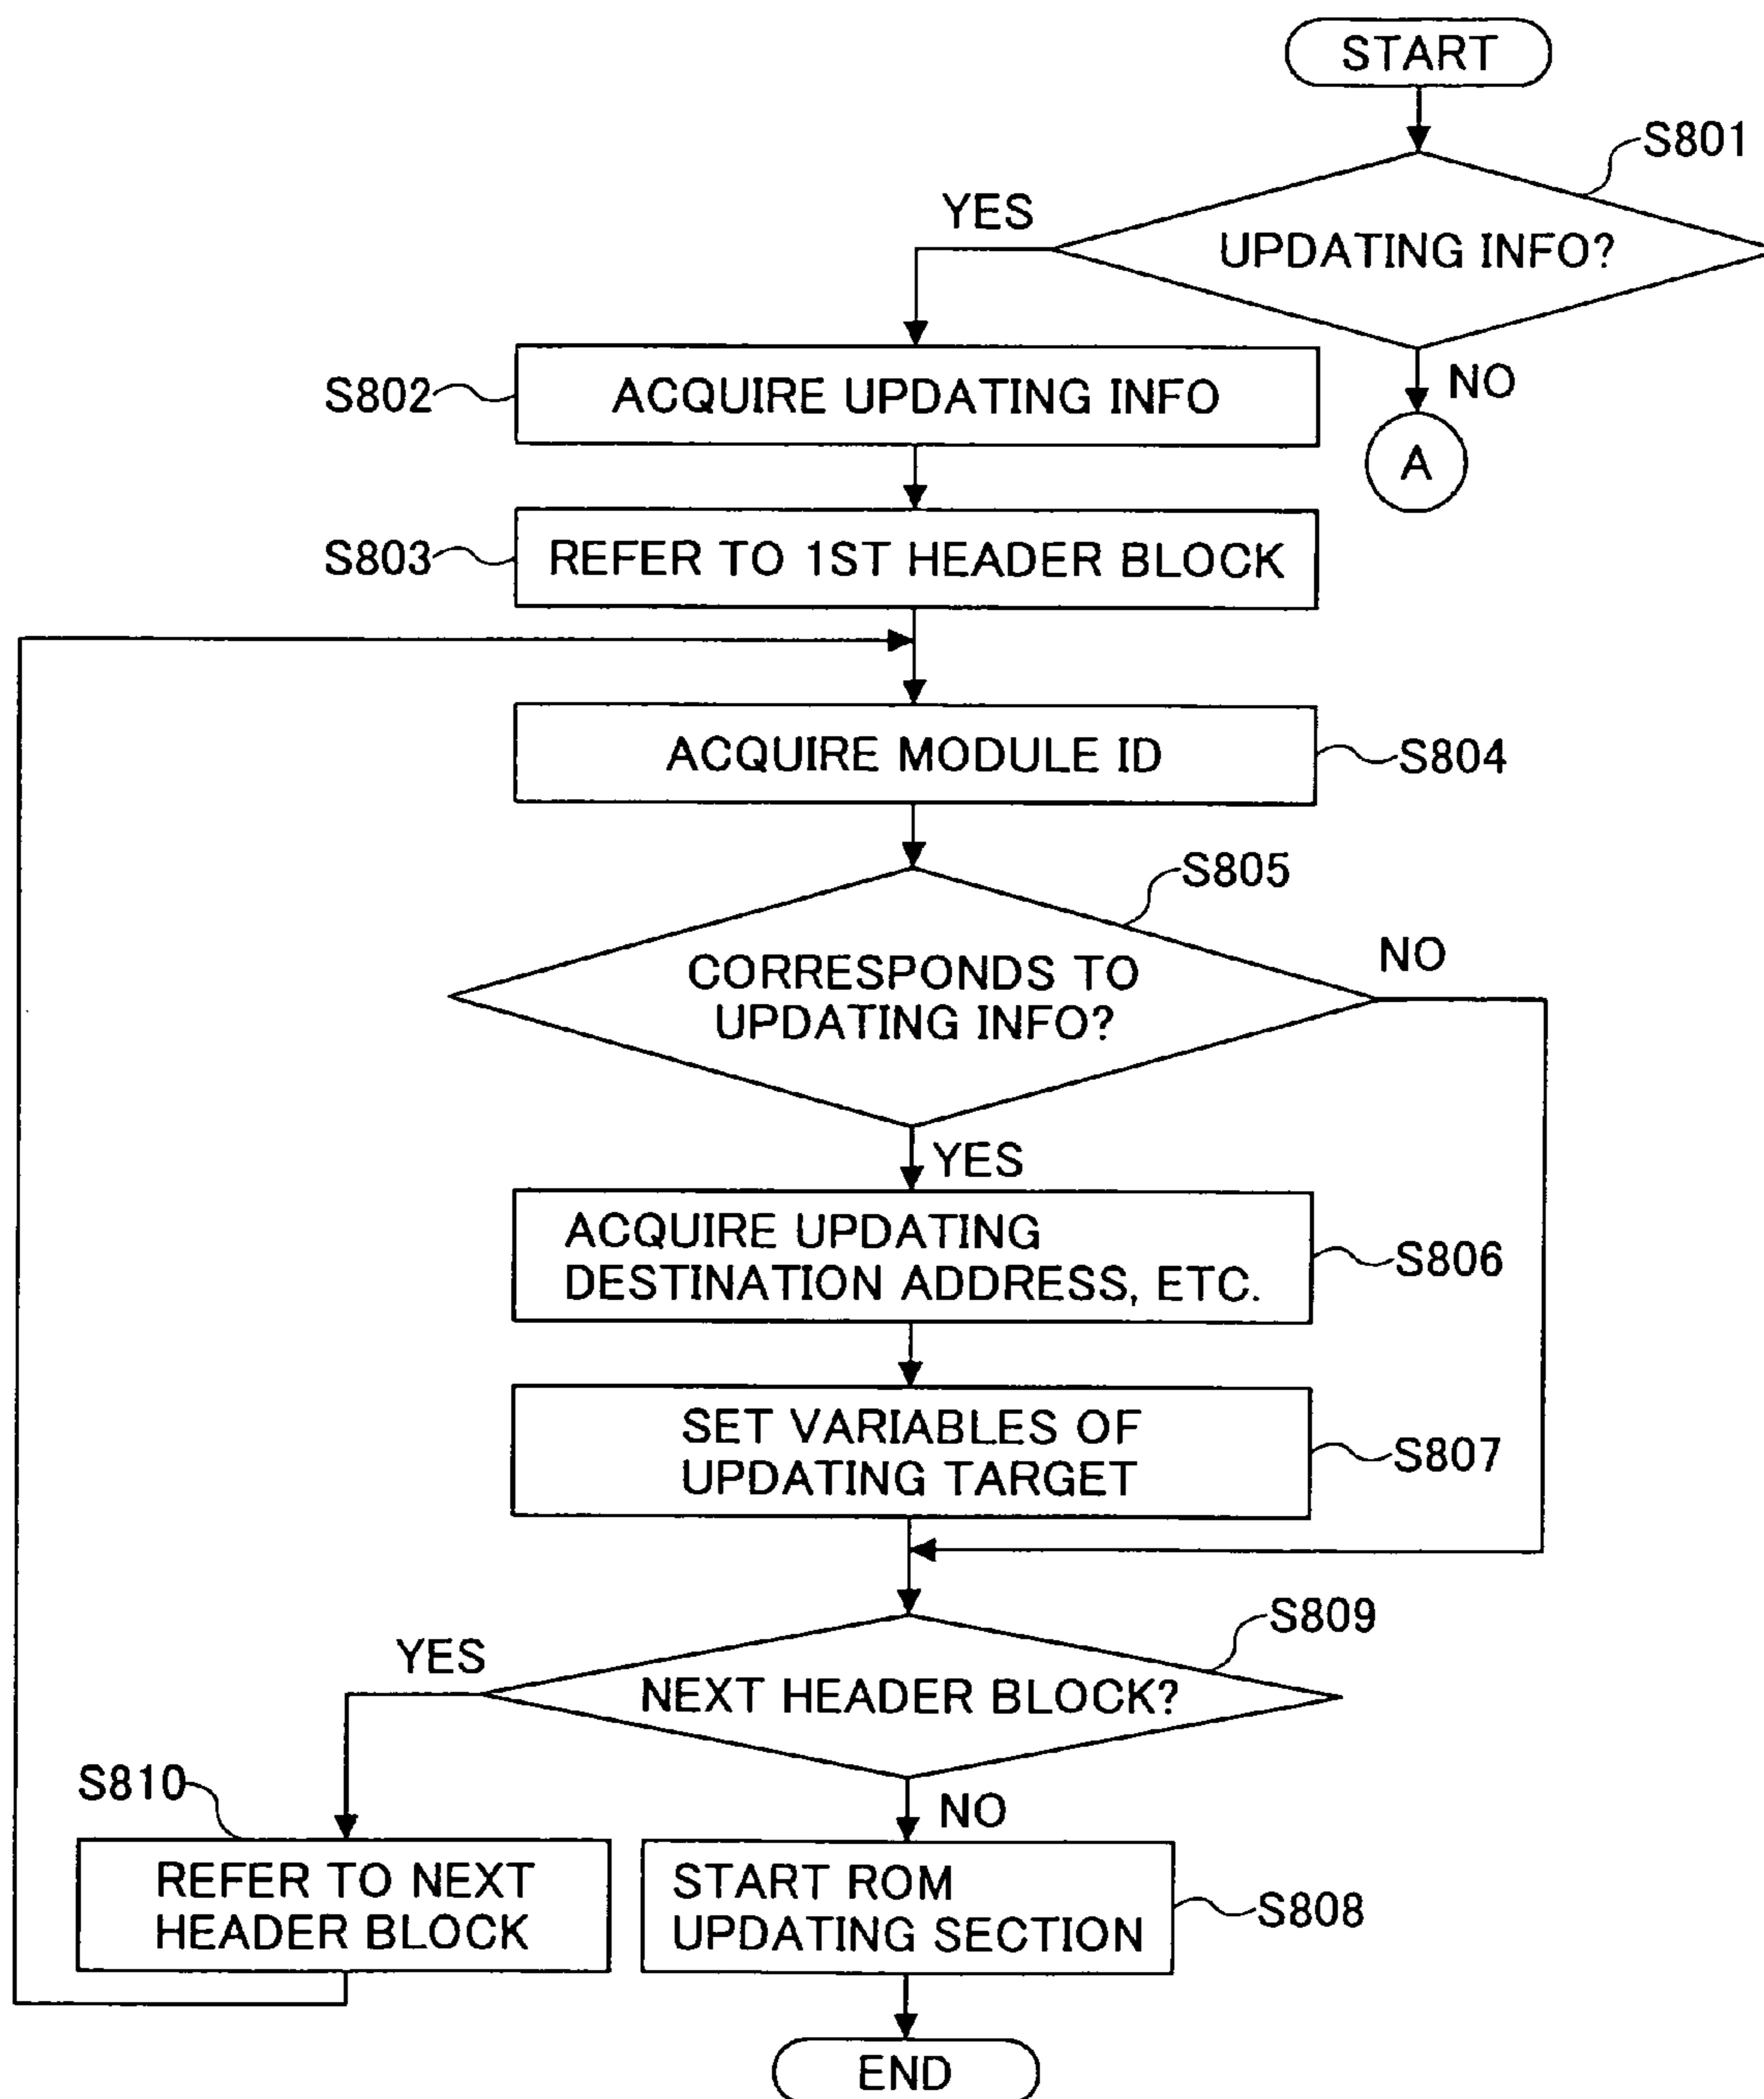 START
S801
YES
UPDATING INFO?
NO
A
S802
ACQUIRE UPDATING INFO
S803
REFER TO 1ST HEADER BLOCK
ACQUIRE MODULE ID
S804
S805
NO
CORRESPONDS TO
UPDATING INFO?
YES
ACQUIRE UPDATING
DESTINATION ADDRESS, ETC.
S806
SET VARIABLES OF
UPDATING TARGET
S807
S809
YES
NEXT HEADER BLOCK?
S810
NO
REFER TO NEXT
HEADER BLOCK
START ROM
UPDATING SECTION
S808
END